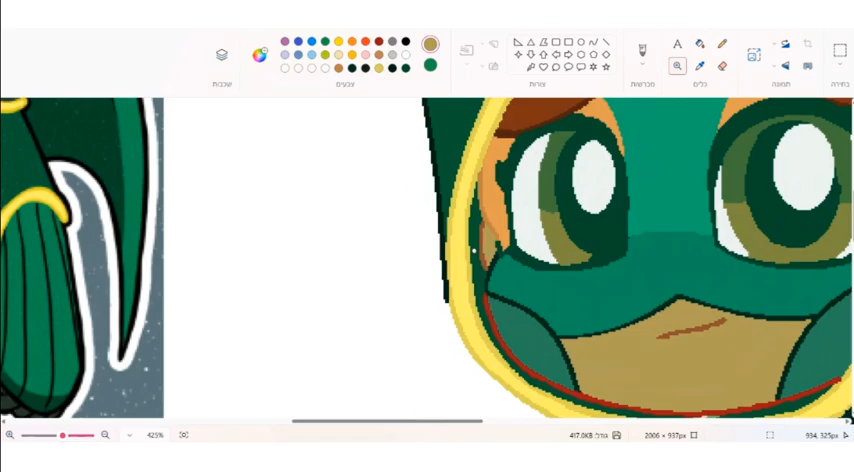 שכבות
צבעים
צורות
מברשות
כלים
תמונה
בחירה
425%
גודל: 417.0KB
2006 × 937px
934, 325px
A